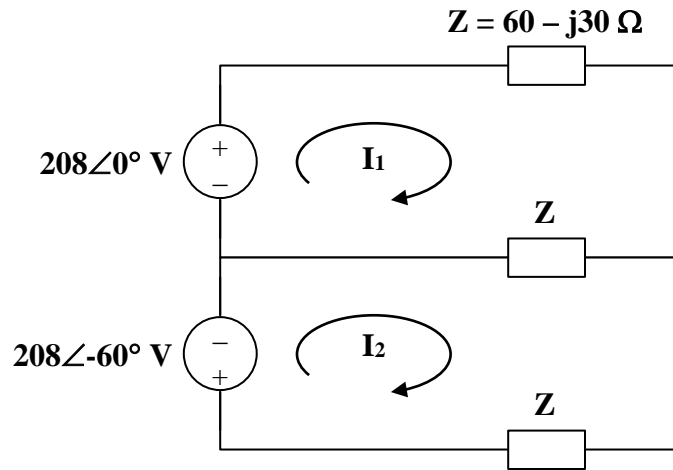 Z = 60 – j30 Ω
+
208∠0° V
–
I1
Z
–
208∠-60° V
+
I2
Z